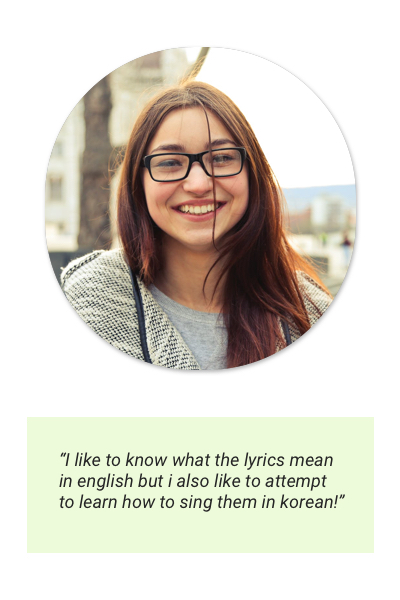 “I like to know what the lyrics mean
in english but i also like to attempt
to learn how to sing them in korean!”